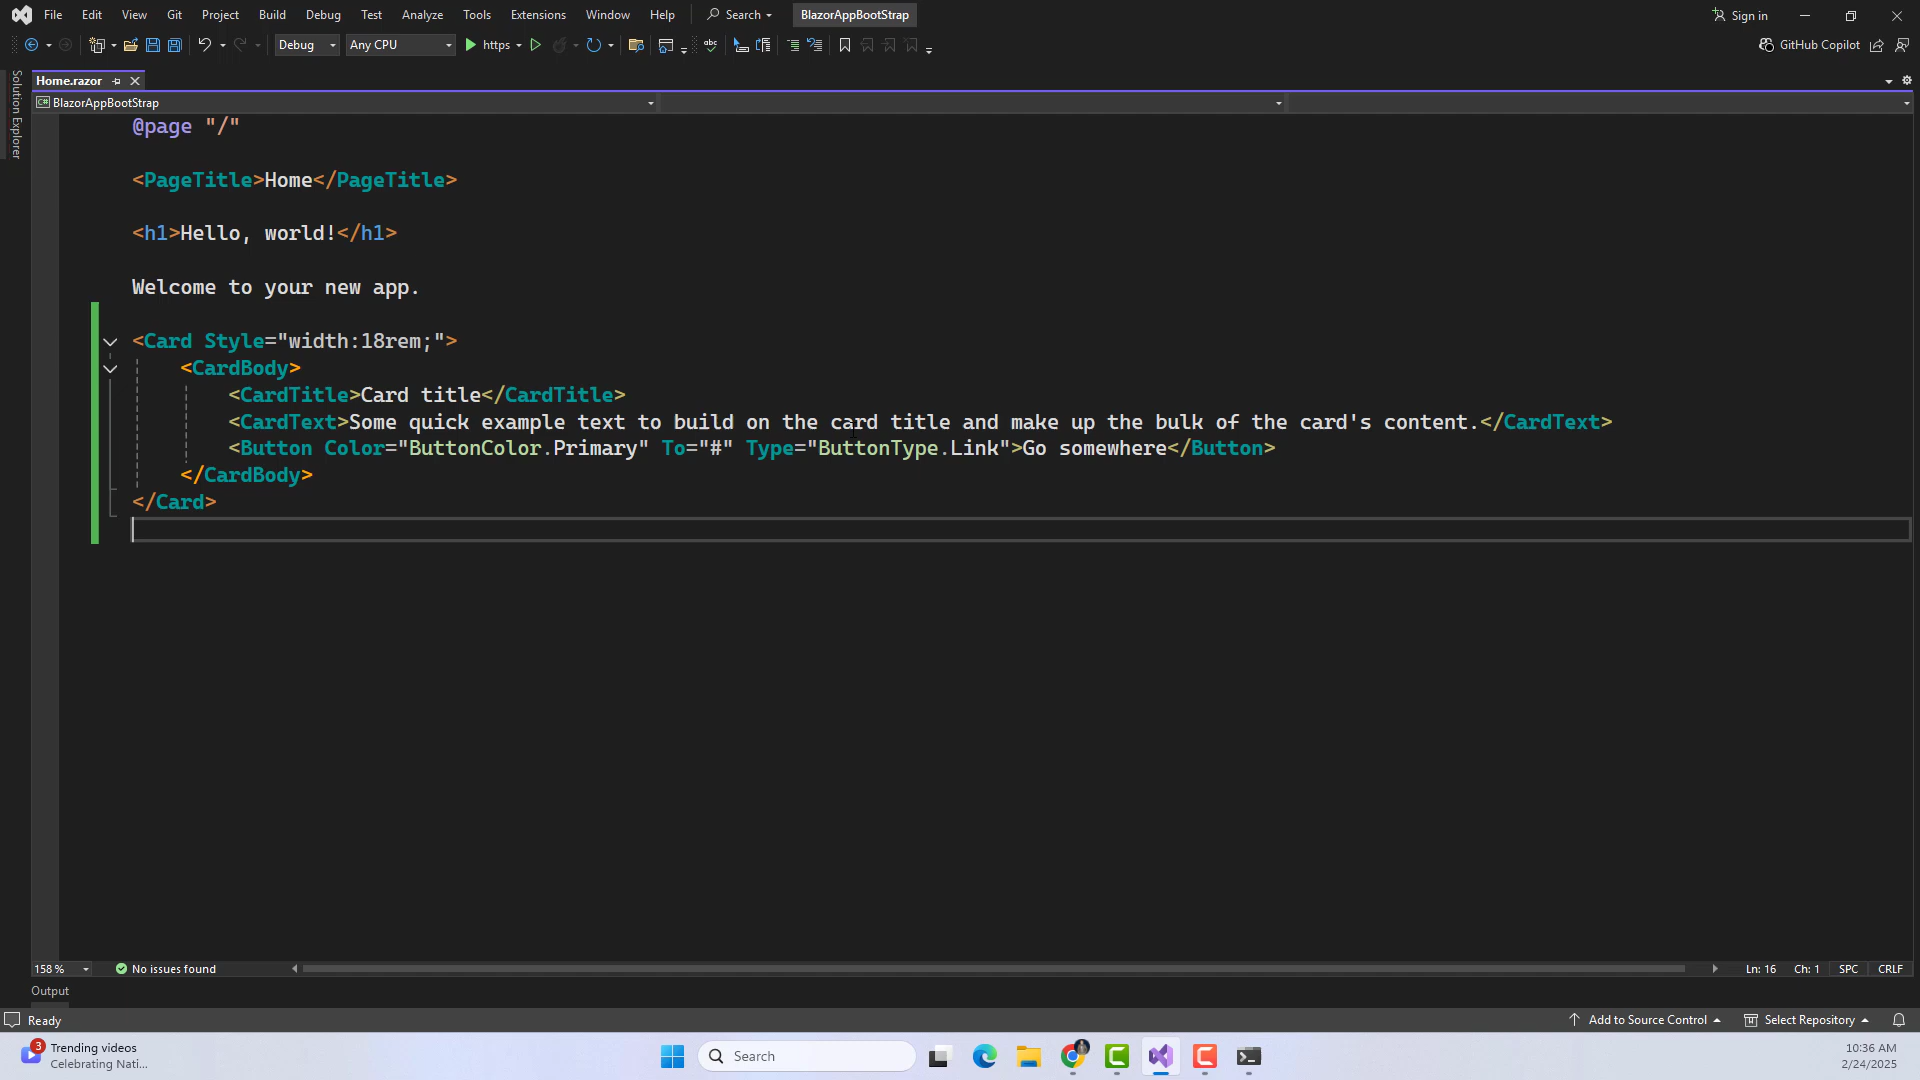 File Edit View Git Project Build Debug Test Analyze Tools Extensions Window Help Search BlazorAppBootStrap Sign in
Debug Any CPU https abc GitHub Copilot
Solution Explorer
Home.razor
C# BlazorAppBootStrap
@page "/"
<PageTitle>Home</PageTitle>
<h1>Hello, world!</h1>
Welcome to your new app.
<Card Style="width:18rem;">
<CardBody>
<CardTitle>Card title</CardTitle>
<CardText>Some quick example text to build on the card title and make up the bulk of the card's content.</CardText>
<Button Color="ButtonColor.Primary" To="#" Type="ButtonType.Link">Go somewhere</Button>
</CardBody>
</Card>
158 % No issues found Ln: 16 Ch: 1 SPC CRLF
Output
Ready Add to Source Control Select Repository
3 Trending videos
Celebrating Nati...
Search
10:36 AM
2/24/2025